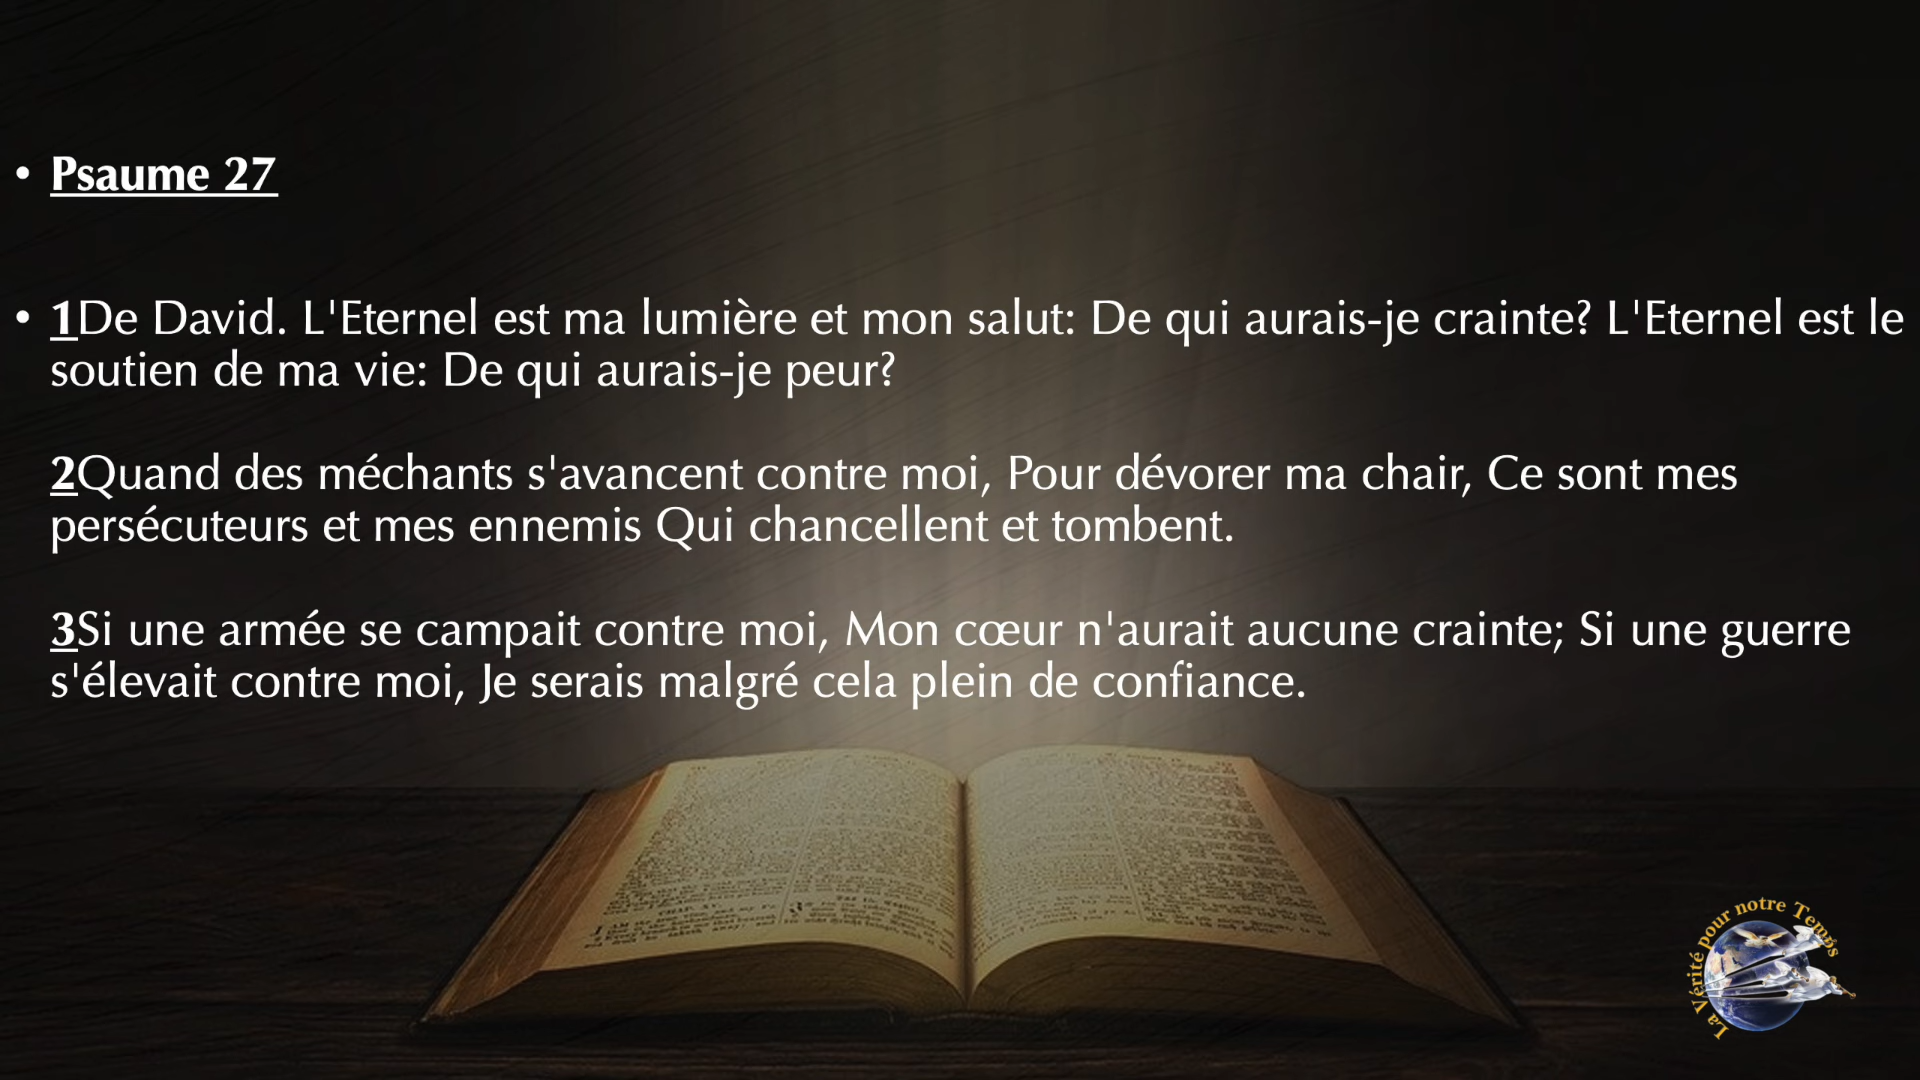 • Psaume 27
• 1De David. L'Eternel est ma lumière et mon salut: De qui aurais-je crainte? L'Eternel est le
soutien de ma vie: De qui aurais-je peur?
2Quand des méchants s'avancent contre moi, Pour dévorer ma chair, Ce sont mes
persécuteurs et mes ennemis Qui chancellent et tombent.
3Si une armée se campait contre moi, Mon cœur n'aurait aucune crainte; Si une guerre
s'élevait contre moi, Je serais malgré cela plein de confiance.
La Vérité pour notre Temps